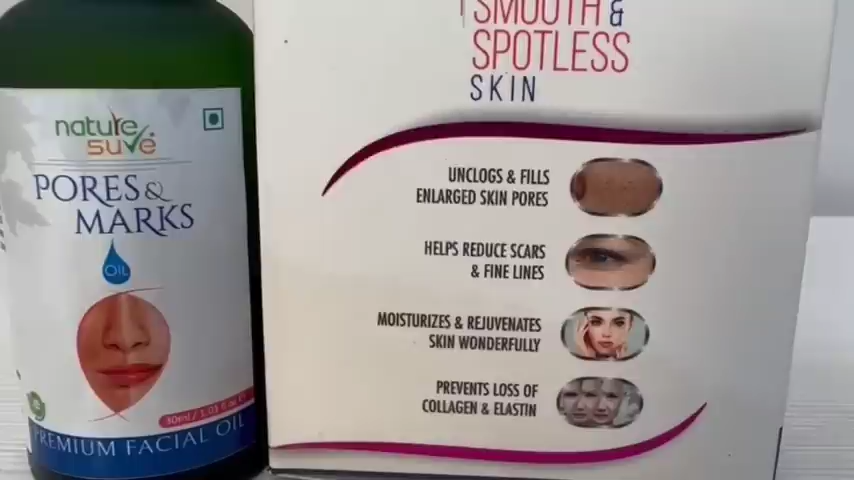 nature
sure
PORES &
MARKS
OIL
30ml / 1.01 fl oz
PREMIUM FACIAL OIL
SMOOTH &
SPOTLESS
SKIN
UNCLOGS & FILLS
ENLARGED SKIN PORES
HELPS REDUCE SCARS
& FINE LINES
MOISTURIZES & REJUVENATES
SKIN WONDERFULLY
PREVENTS LOSS OF
COLLAGEN & ELASTIN